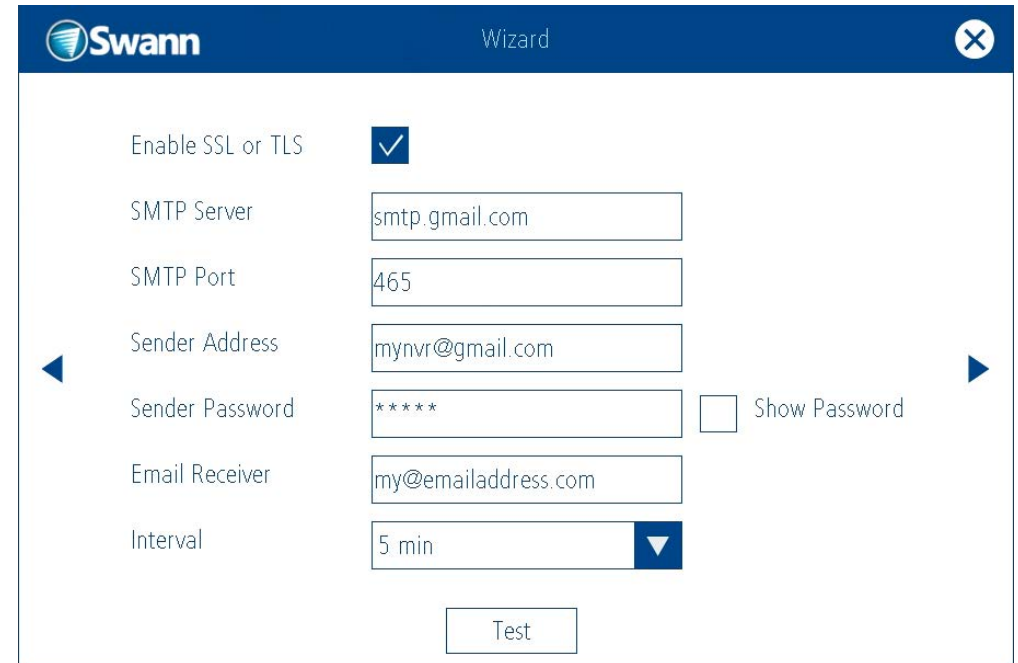 Swann Wizard
Enable SSL or TLS
SMTP Server smtp.gmail.com
SMTP Port 465
Sender Address mynvr@gmail.com
Sender Password ***** Show Password
Email Receiver my@emailaddress.com
Interval 5 min
Test